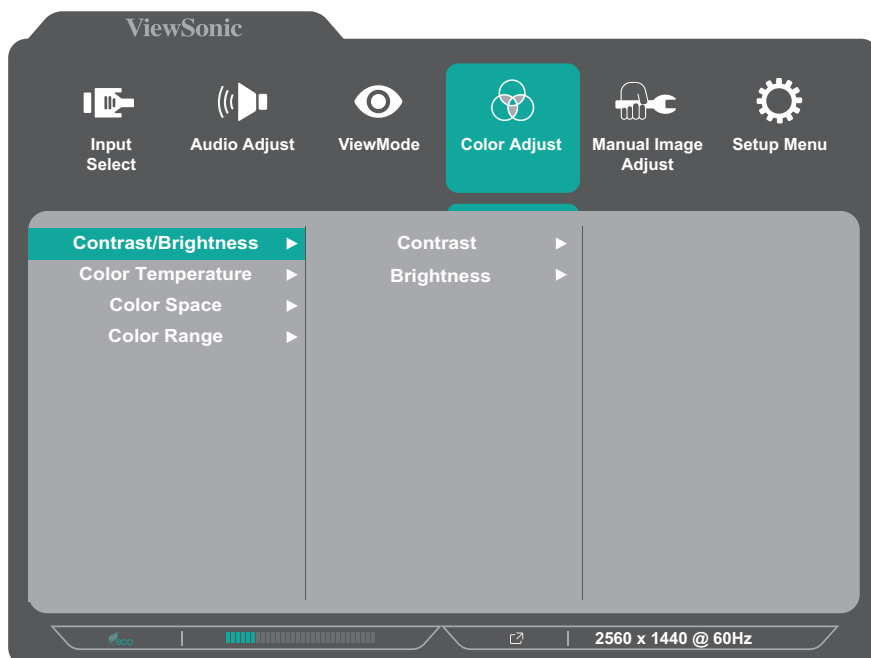 ViewSonic
Input Select
Audio Adjust
ViewMode
Color Adjust
Manual Image Adjust
Setup Menu
Contrast/Brightness
Color Temperature
Color Space
Color Range
Contrast
Brightness
eco
2560 x 1440 @ 60Hz